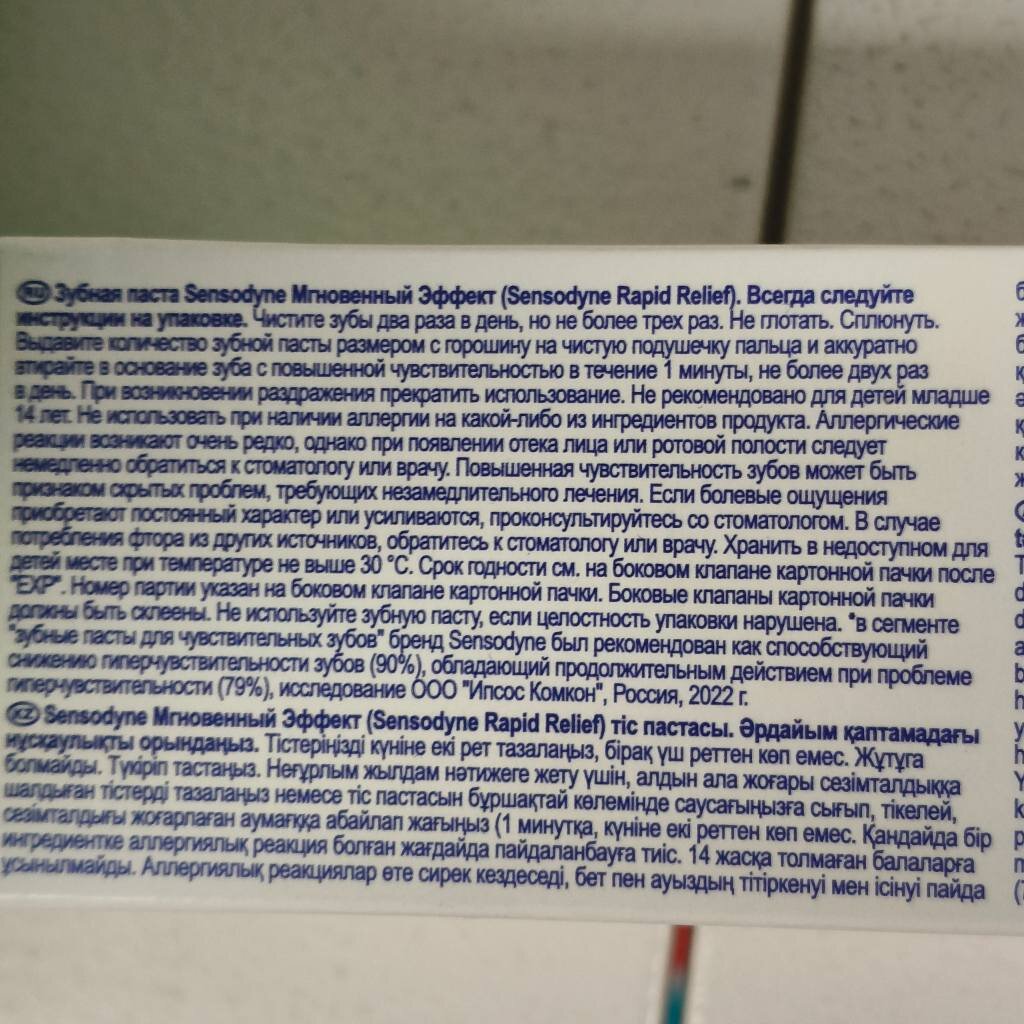 RU Зубная паста Sensodyne Мгновенный Эффект (Sensodyne Rapid Relief). Всегда следуйте
инструкции на упаковке. Чистите зубы два раза в день, но не более трех раз. Не глотать. Сплюнуть.
Выдавите количество зубной пасты размером с горошину на чистую подушечку пальца и аккуратно
втирайте в основание зуба с повышенной чувствительностью в течение 1 минуты, не более двух раз
в день. При возникновении раздражения прекратить использование. Не рекомендовано для детей младше
14 лет. Не использовать при наличии аллергии на какой-либо из ингредиентов продукта. Аллергические
реакции возникают очень редко, однако при появлении отека лица или ротовой полости следует
немедленно обратиться к стоматологу или врачу. Повышенная чувствительность зубов может быть
признаком скрытых проблем, требующих незамедлительного лечения. Если болевые ощущения
приобретают постоянный характер или усиливаются, проконсультируйтесь со стоматологом. В случае
потребления фтора из других источников, обратитесь к стоматологу или врачу. Хранить в недоступном для
детей месте при температуре не выше 30 °С. Срок годности см. на боковом клапане картонной пачки после
"EXP". Номер партии указан на боковом клапане картонной пачки. Боковые клапаны картонной пачки
должны быть склеены. Не используйте зубную пасту, если целостность упаковки нарушена. *в сегменте
"зубные пасты для чувствительных зубов" бренд Sensodyne был рекомендован как способствующий
снижению гиперчувствительности зубов (90%), обладающий продолжительным действием при проблеме
гиперчувствительности (79%), исследование ООО "Ипсос Комкон", Россия, 2022 г.
KZ Sensodyne Мгновенный Эффект (Sensodyne Rapid Relief) тіс пастасы. Әрдайым қаптамадағы
нұсқаулықты орындаңыз. Тістеріңізді күніне екі рет тазалаңыз, бірақ үш реттен көп емес. Жұтуға
болмайды. Түкіріп тастаңыз. Неғұрлым жылдам нәтижеге жету үшін, алдын ала жоғары сезімталдыққа
шалдыған тістерді тазалаңыз немесе тіс пастасын бұршақтай көлемінде саусағыңызға сығып, тікелей,
сезімталдығы жоғарлаған аумаққа абайлап жағыңыз (1 минутқа, күніне екі реттен көп емес. Қандайда бір
ингредиентке аллергиялық реакция болған жағдайда пайдаланбауға тиіс. 14 жасқа толмаған балаларға
ұсынылмайды. Аллергиялық реакциялар өте сирек кездеседі, бет пен ауыздың тітіркенуі мен ісінуі пайда